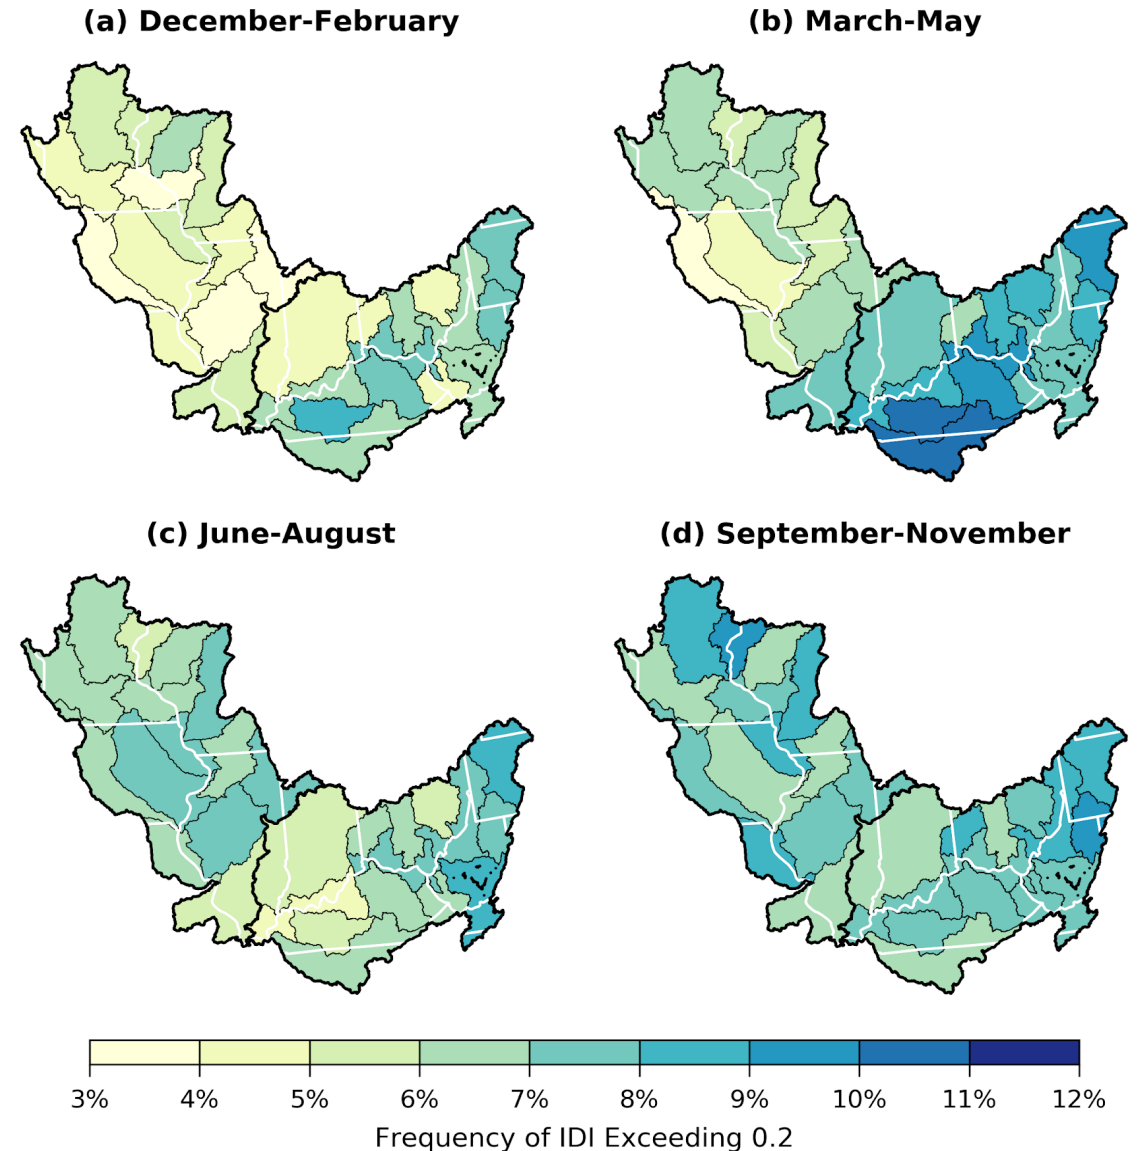 (a) December-February
(b) March-May
(c) June-August
(d) September-November
3% 4% 5% 6% 7% 8% 9% 10% 11% 12%
Frequency of IDI Exceeding 0.2